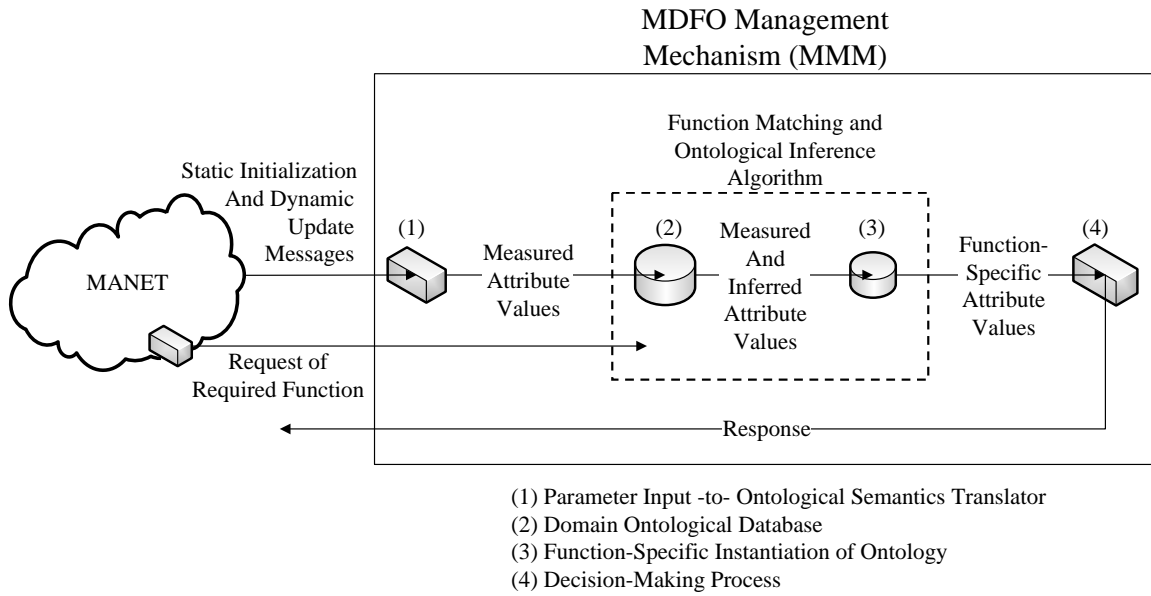 MDFO Management
Mechanism (MMM)
Function Matching and
Ontological Inference
Algorithm
Static Initialization
And Dynamic
Update
Messages
(1)
(2)
(3)
(4)
MANET
Measured
Attribute
Values
Measured
And
Inferred
Attribute
Values
Function-
Specific
Attribute
Values
Request of
Required Function
Response
(1) Parameter Input -to- Ontological Semantics Translator
(2) Domain Ontological Database
(3) Function-Specific Instantiation of Ontology
(4) Decision-Making Process